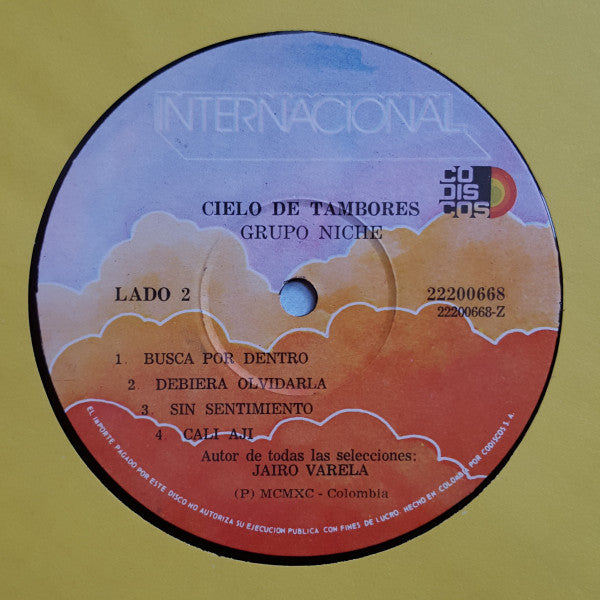 INTERNACIONAL
CO
DIS
COS
CIELO DE TAMBORES
GRUPO NICHE
LADO 2
22200668
22200668-Z
1. BUSCA POR DENTRO
2 DEBIERA OLVIDARLA
3. SIN SENTIMIENTO
4. CALI AJI
Autor de todas las selecciones:
JAIRO VARELA
(P) MCMXC - Colombia
EL IMPORTE PAGADO POR ESTE DISCO NO AUTORIZA SU EJECUCION PUBLICA CON FINES DE LUCRO. HECHO EN COLOMBIA POR CODISCOS S.A.